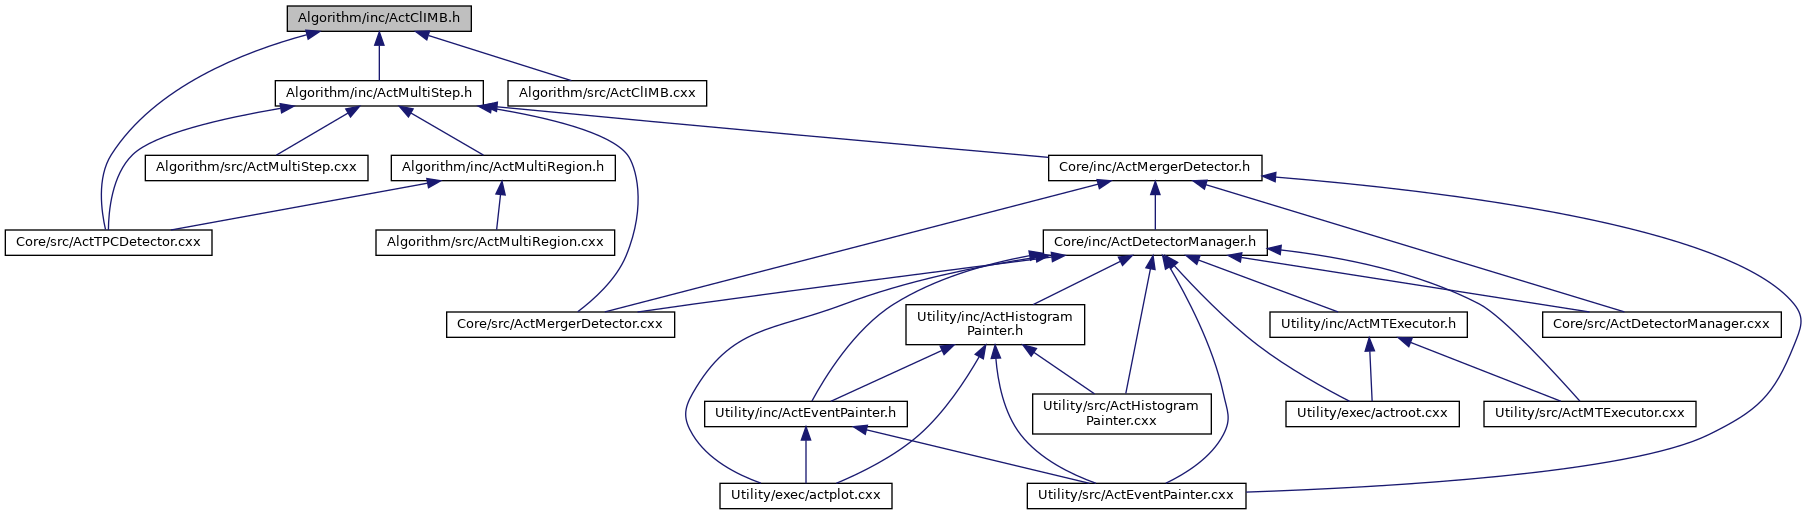 Algorithm/inc/ActClIMB.h
Algorithm/inc/ActMultiStep.h
Algorithm/src/ActClIMB.cxx
Algorithm/src/ActMultiStep.cxx
Algorithm/inc/ActMultiRegion.h
Core/inc/ActMergerDetector.h
Core/src/ActTPCDetector.cxx
Algorithm/src/ActMultiRegion.cxx
Core/inc/ActDetectorManager.h
Core/src/ActMergerDetector.cxx
Utility/inc/ActHistogram
Painter.h
Utility/inc/ActMTExecutor.h
Core/src/ActDetectorManager.cxx
Utility/inc/ActEventPainter.h
Utility/src/ActHistogram
Painter.cxx
Utility/exec/actroot.cxx
Utility/src/ActMTExecutor.cxx
Utility/exec/actplot.cxx
Utility/src/ActEventPainter.cxx